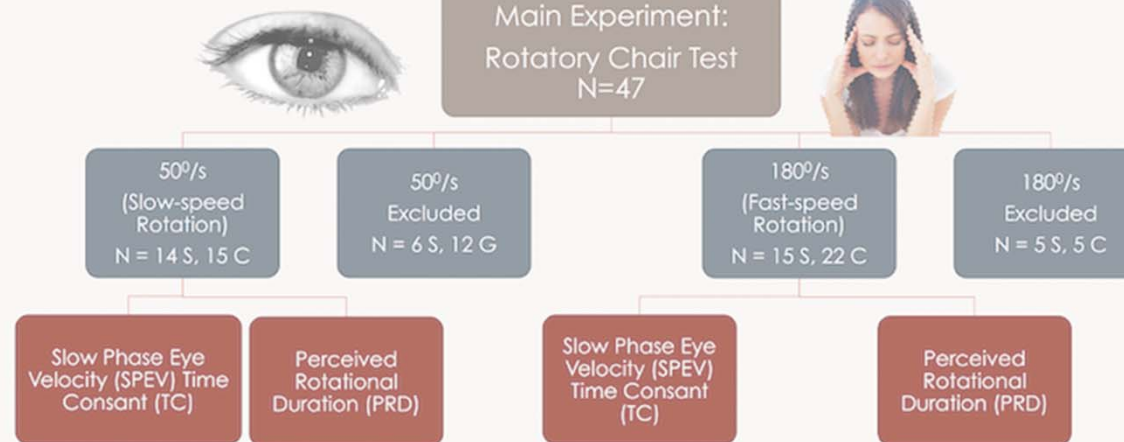 Main Experiment:
Rotatory Chair Test
N=47
50⁰/s
(Slow-speed
Rotation)
N = 14 S, 15 C
50⁰/s
Excluded
N = 6 S, 12 G
180⁰/s
(Fast-speed
Rotation)
N = 15 S, 22 C
180⁰/s
Excluded
N = 5 S, 5 C
Slow Phase Eye
Velocity (SPEV) Time
Consant (TC)
Perceived
Rotational
Duration (PRD)
Slow Phase Eye
Velocity (SPEV)
Time Consant
(TC)
Perceived
Rotational
Duration (PRD)